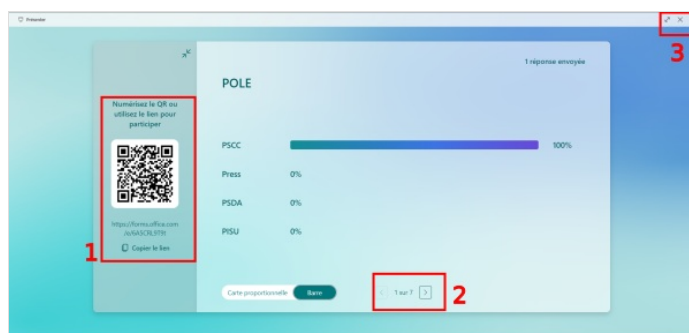 Présenter
3
1 réponse envoyée
POLE
Numérisez le QR ou
utilisez le lien pour
participer
PSCC 100%
Press 0%
PSDA 0%
PISU 0%
https://forms.office.com
1
Copier le lien
Carte proportionnelle Barre
1 sur 7
2